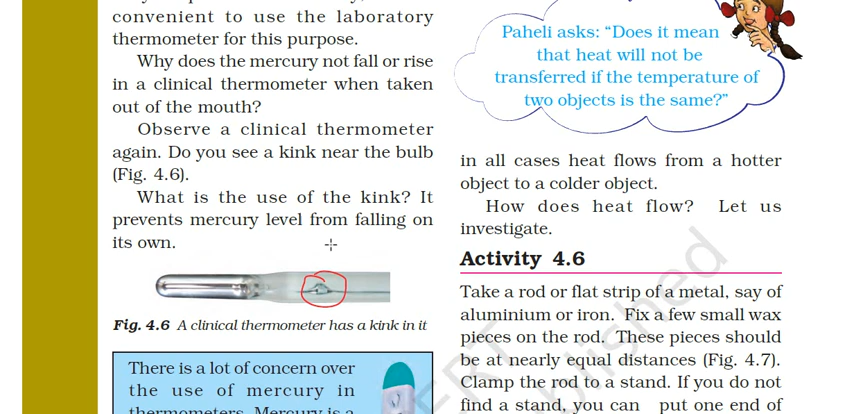 convenient to use the laboratory
thermometer for this purpose.
Why does the mercury not fall or rise
in a clinical thermometer when taken
out of the mouth?
Observe a clinical thermometer
again. Do you see a kink near the bulb
(Fig. 4.6).
What is the use of the kink? It
prevents mercury level from falling on
its own.
Fig. 4.6 A clinical thermometer has a kink in it
There is a lot of concern over
the use of mercury in
thermometers. Mercury is a
Paheli asks: “Does it mean
that heat will not be
transferred if the temperature of
two objects is the same?”
in all cases heat flows from a hotter
object to a colder object.
How does heat flow? Let us
investigate.
Activity 4.6
Take a rod or flat strip of a metal, say of
aluminium or iron. Fix a few small wax
pieces on the rod. These pieces should
be at nearly equal distances (Fig. 4.7).
Clamp the rod to a stand. If you do not
find a stand, you can put one end of